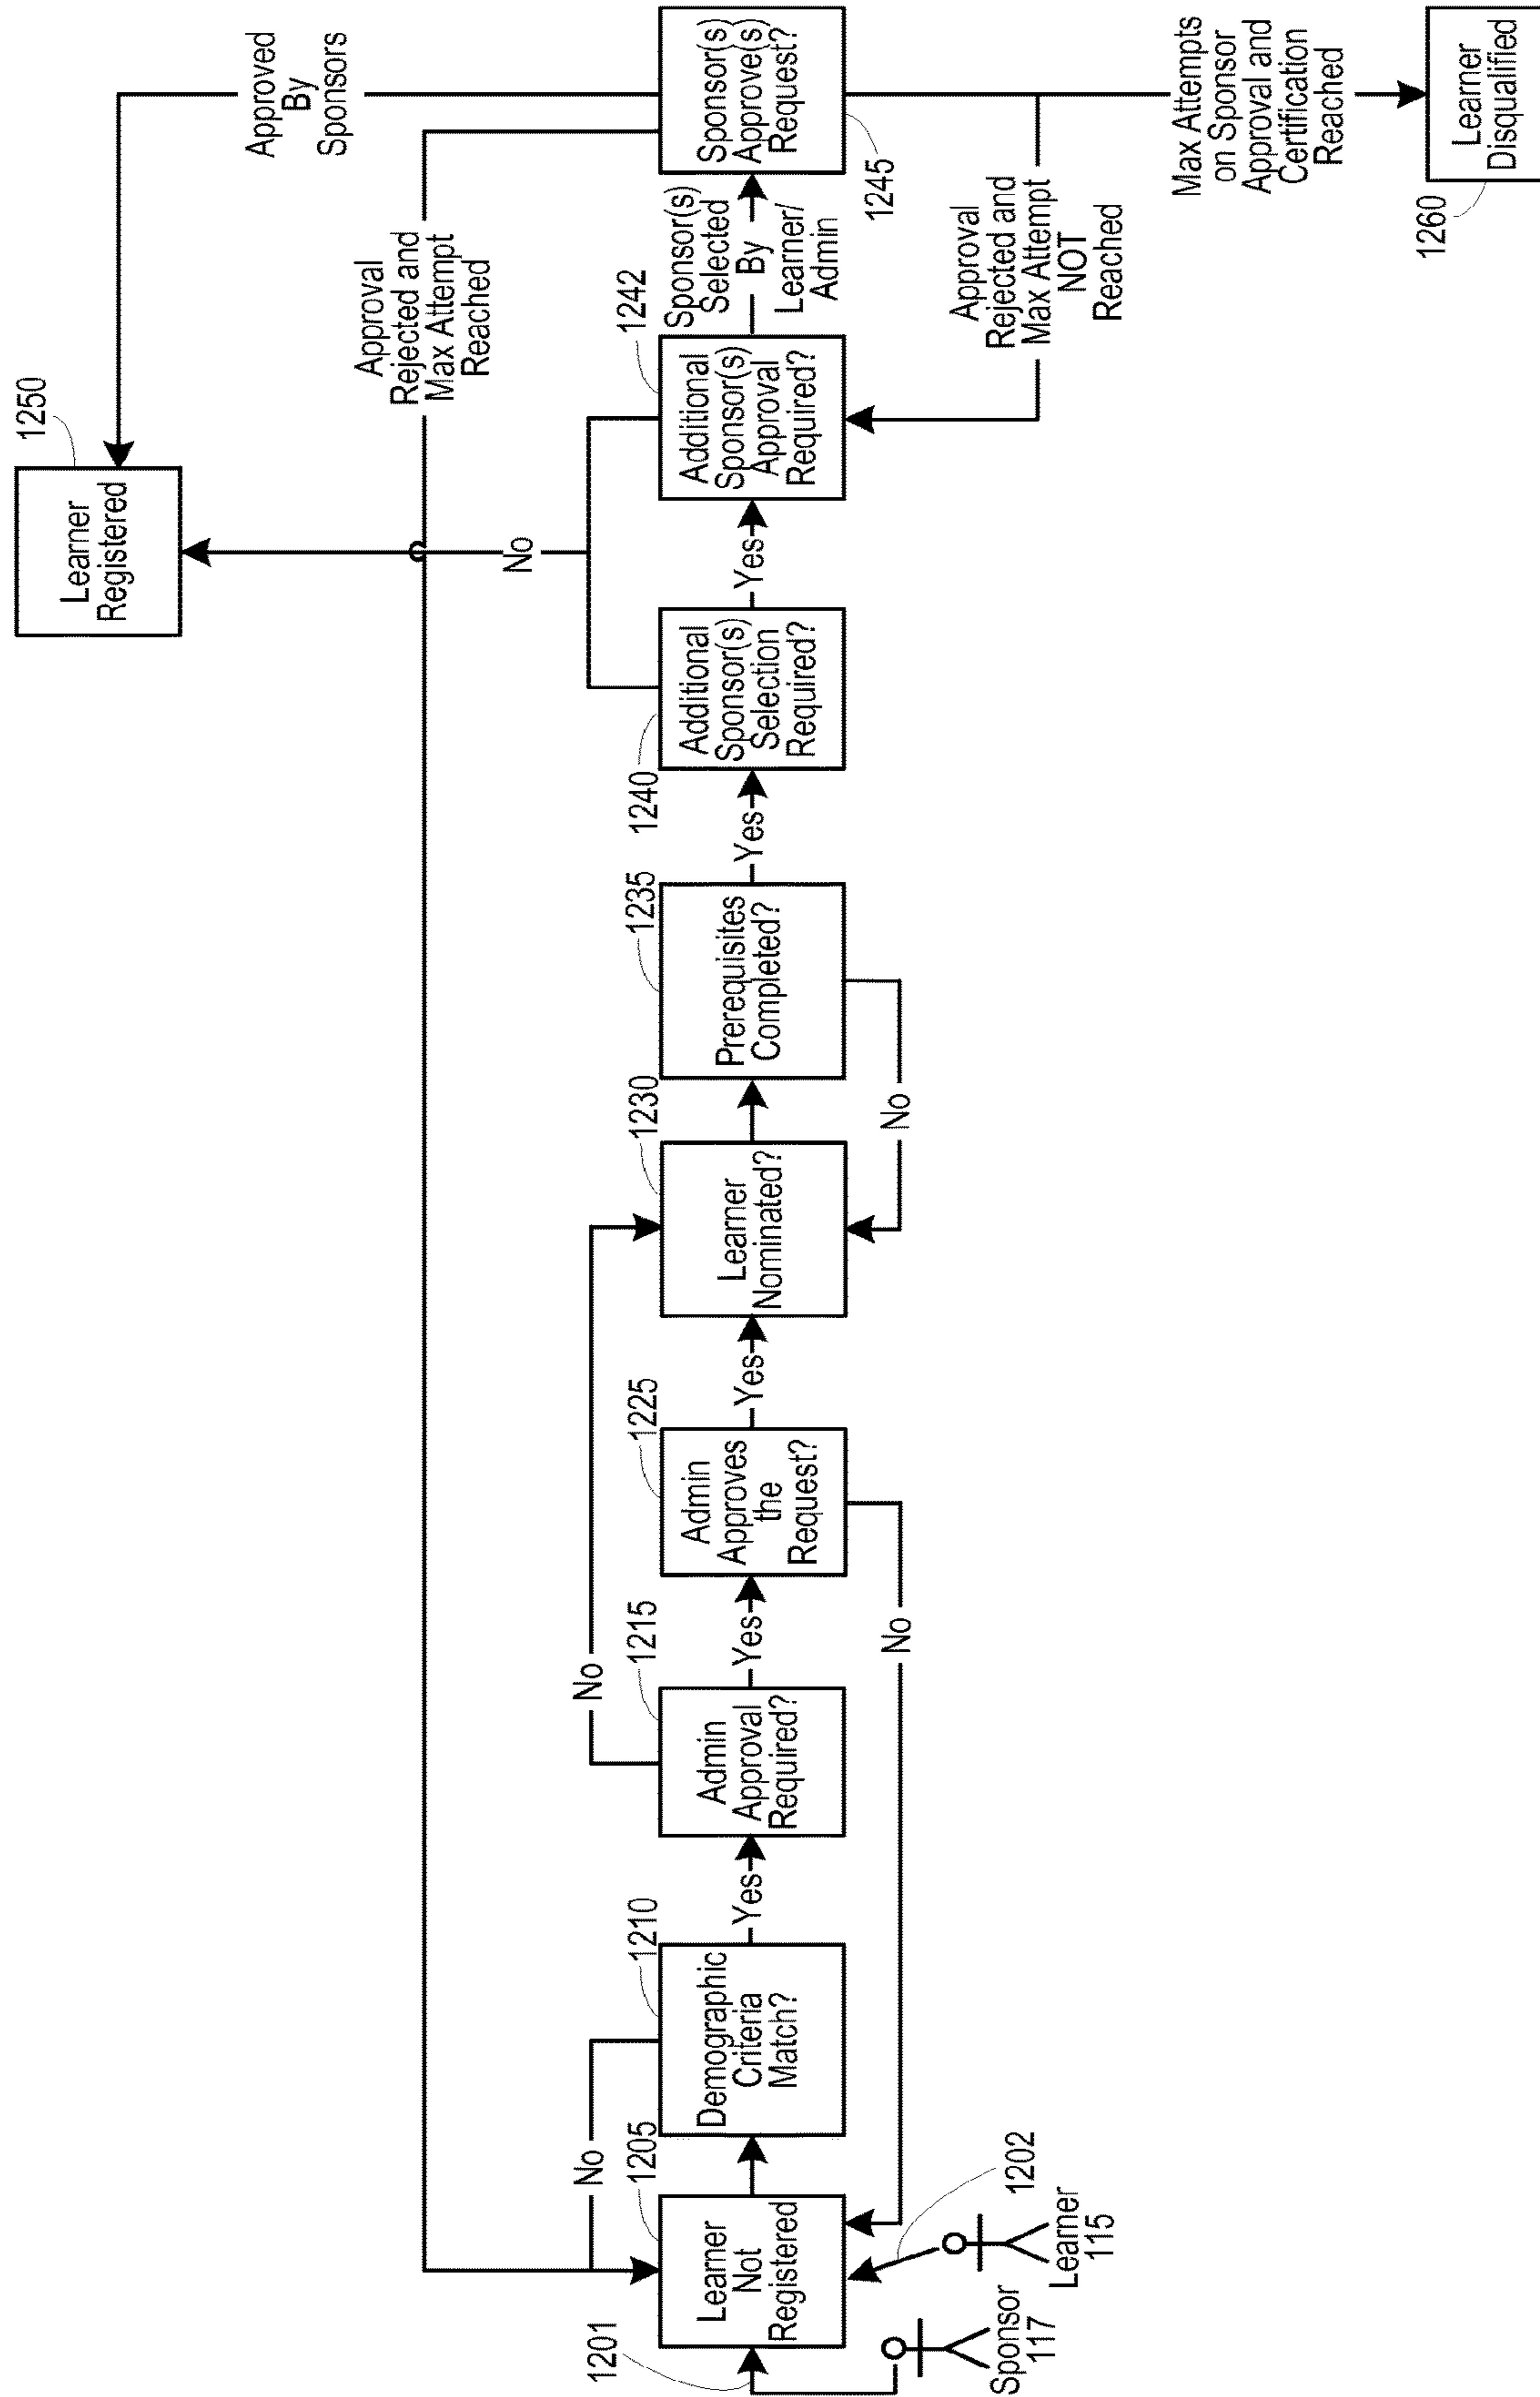 1250
Learner
Registered
Approved
By
Sponsors
Approval
Rejected and
Max Attempt
Reached
No
No
No
1205
Learner
Not
Registered
1210
Demographic
Criteria
Match?
Yes
1215
Admin
Approval
Required?
Yes
1225
Admin
Approves
the
Request?
Yes
1230
Learner
Nominated?
1235
Prerequisites
Completed?
Yes
1240
Additional
Sponsor(s)
Selection
Required?
Yes
1242
Additional
Sponsor(s)
Approval
Required?
Sponsor(s)
Selected
By
Learner/
Admin
Sponsor(s)
Approve(s)
Request?
1245
No
No
Approval
Rejected and
Max Attempt
NOT
Reached
1201
Sponsor
117
1202
Learner
115
Max Attempts
on Sponsor
Approval and
Certification
Reached
1260
Learner
Disqualified